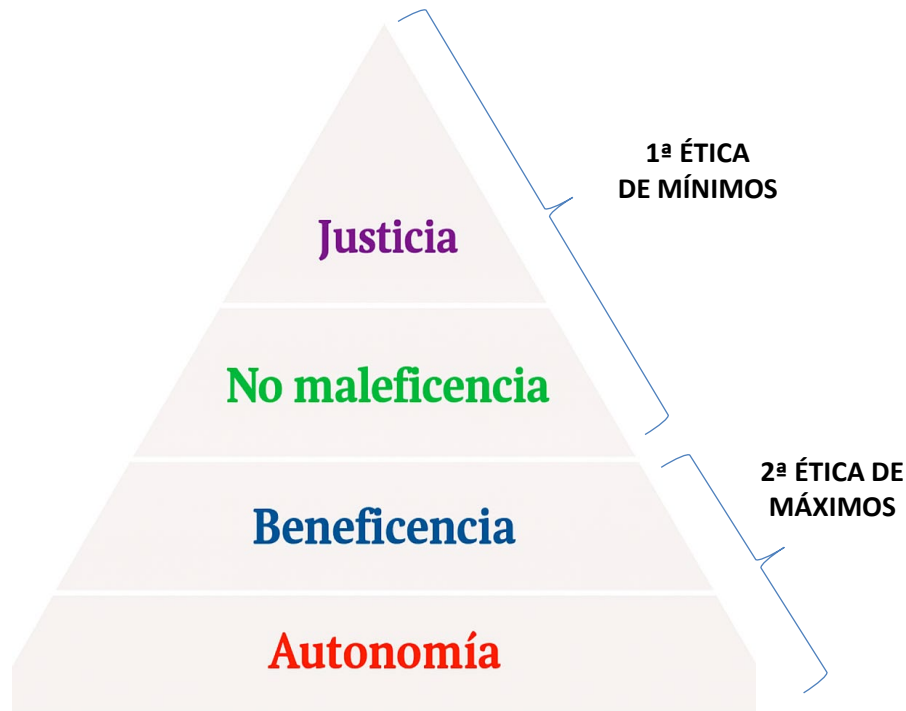 1ª ÉTICA
DE MÍNIMOS
Justicia
No maleficencia
2ª ÉTICA DE
MÁXIMOS
Beneficencia
Autonomía